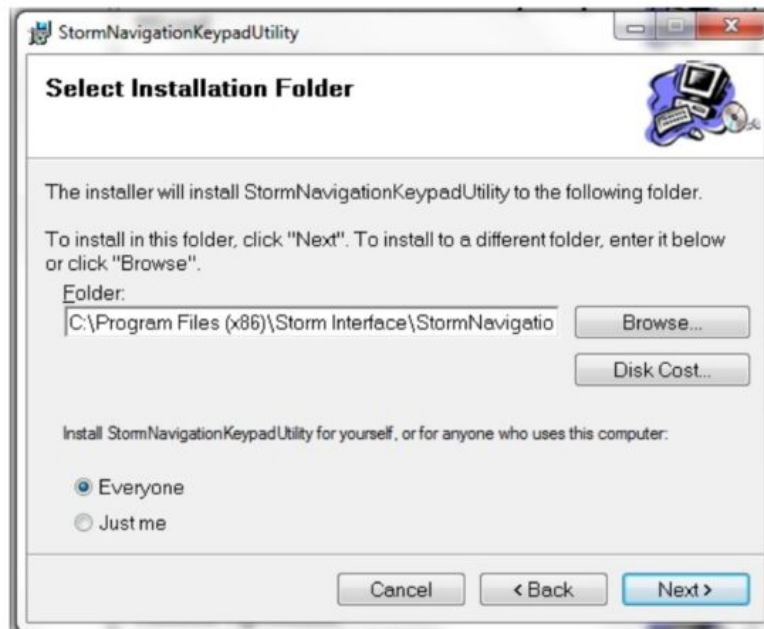 StormNavigationKeypadUtility
Select Installation Folder
The installer will install StormNavigationKeypadUtility to the following folder.
To install in this folder, click "Next". To install to a different folder, enter it below
or click "Browse".
Folder:
C:\Program Files (x86)\Storm Interface\StormNavigatio
Browse...
Disk Cost...
Install StormNavigationKeypadUtility for yourself, or for anyone who uses this computer:
Everyone
Just me
Cancel
< Back
Next >